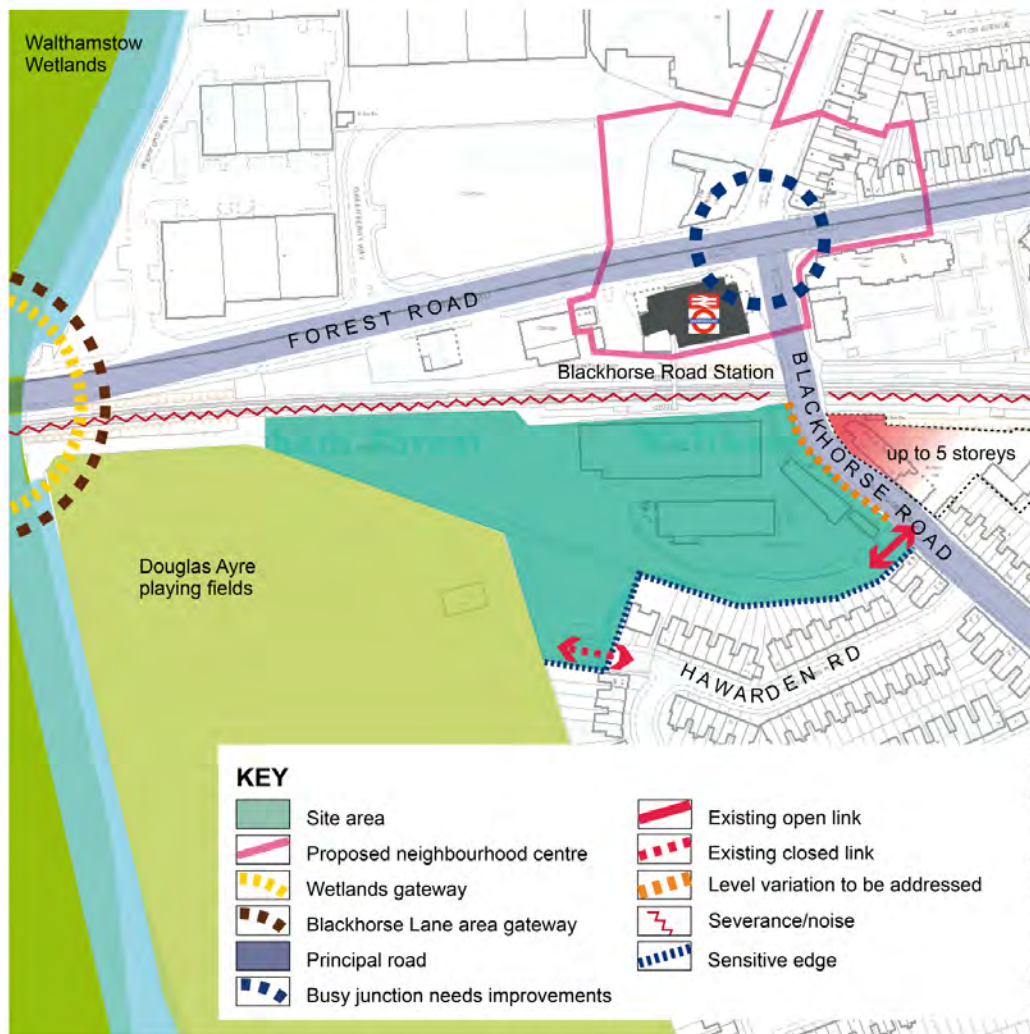 Walthamstow
Wetlands
CLIFTON AVENUE
FOREST ROAD
Blackhorse Road Station
BLACKHORSE ROAD
up to 5 storeys
Douglas Ayre
playing fields
HAWARDEN RD
KEY
Site area
Proposed neighbourhood centre
Wetlands gateway
Blackhorse Lane area gateway
Principal road
Busy junction needs improvements
Existing open link
Existing closed link
Level variation to be addressed
Severance/noise
Sensitive edge